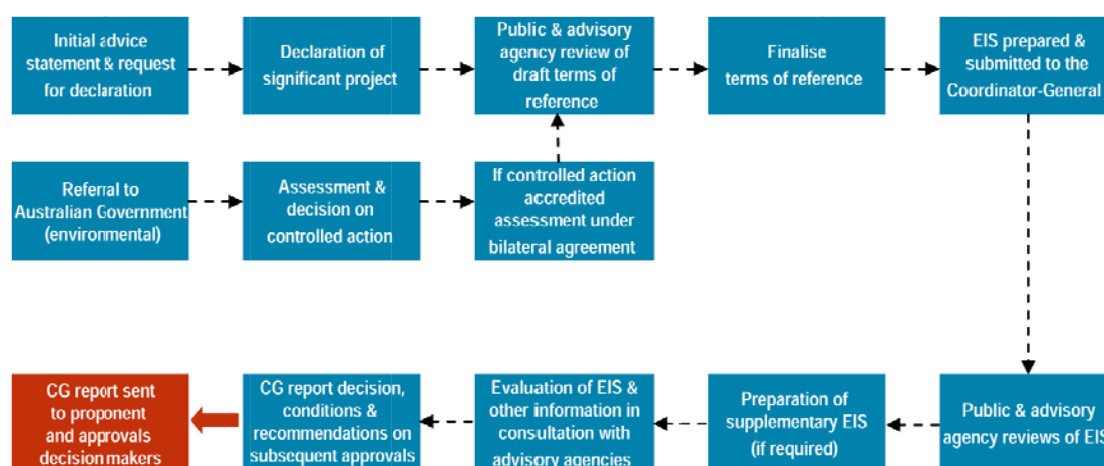 Initial advice
statement & request
for declaration
Declaration of
significant project
Public & advisory
agency review of
draft terms of
reference
Finalise
terms of reference
EIS prepared &
submitted to the
Coordinator-General
Referral to
Australian Government
(environmental)
Assessment &
decision on
controlled action
If controlled action
accredited
assessment under
bilateral agreement
CG report sent
to proponent
and approvals
decision makers
CG report decision,
conditions &
recommendations on
subsequent approvals
Evaluation of EIS &
other information in
consultation with
advisory agencies
Preparation of
supplementary EIS
(if required)
Public & advisory
agency reviews of EIS